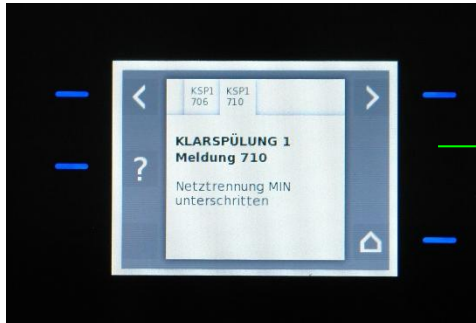 KSP1 KSP1
706 710
KLARSPÜLUNG 1
Meldung 710
?
Netztrennung MIN
unterschritten